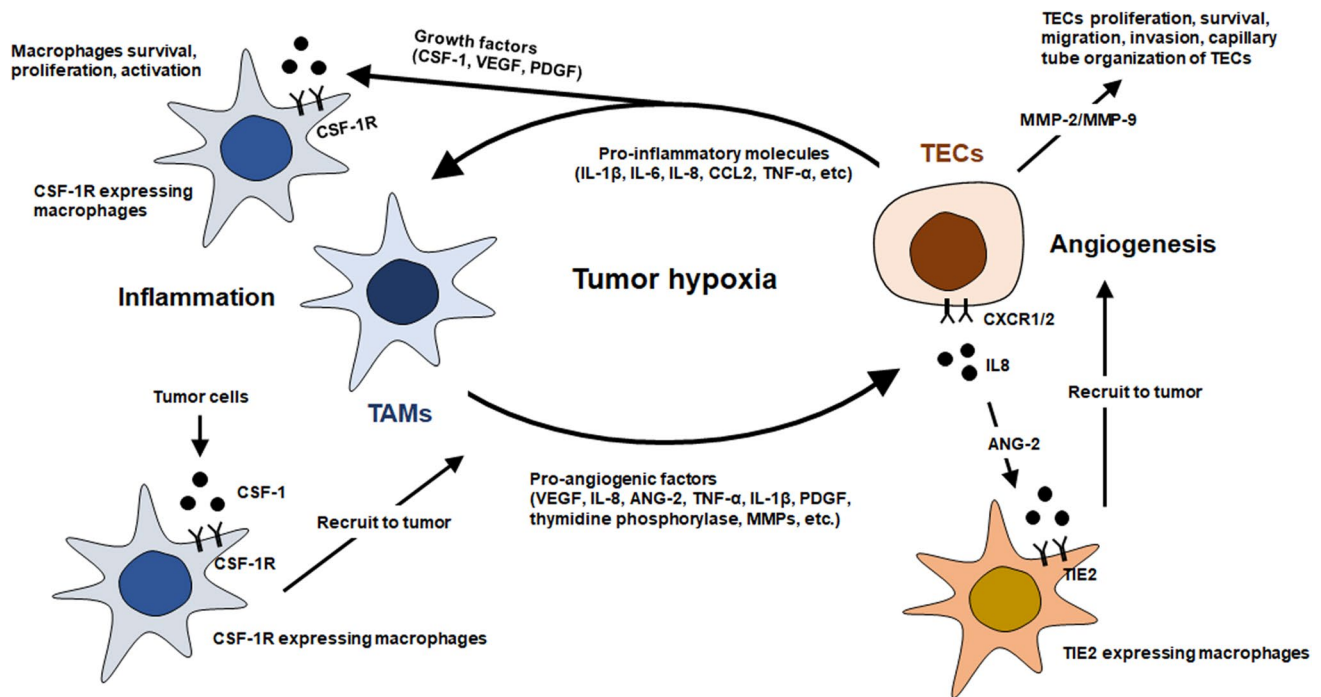 Macrophages survival,
proliferation, activation
Growth factors
(CSF-1, VEGF, PDGF)
CSF-1R
CSF-1R expressing
macrophages
Pro-inflammatory molecules
(IL-1β, IL-6, IL-8, CCL2, TNF-α, etc)
TECs proliferation, survival,
migration, invasion, capillary
tube organization of TECs
MMP-2/MMP-9
TECs
Angiogenesis
Inflammation
Tumor hypoxia
CXCR1/2
IL8
TAMs
Tumor cells
CSF-1
CSF-1R
Recruit to tumor
CSF-1R expressing macrophages
Pro-angiogenic factors
(VEGF, IL-8, ANG-2, TNF-α, IL-1β, PDGF,
thymidine phosphorylase, MMPs, etc.)
ANG-2
Recruit to tumor
TIE2
TIE2 expressing macrophages